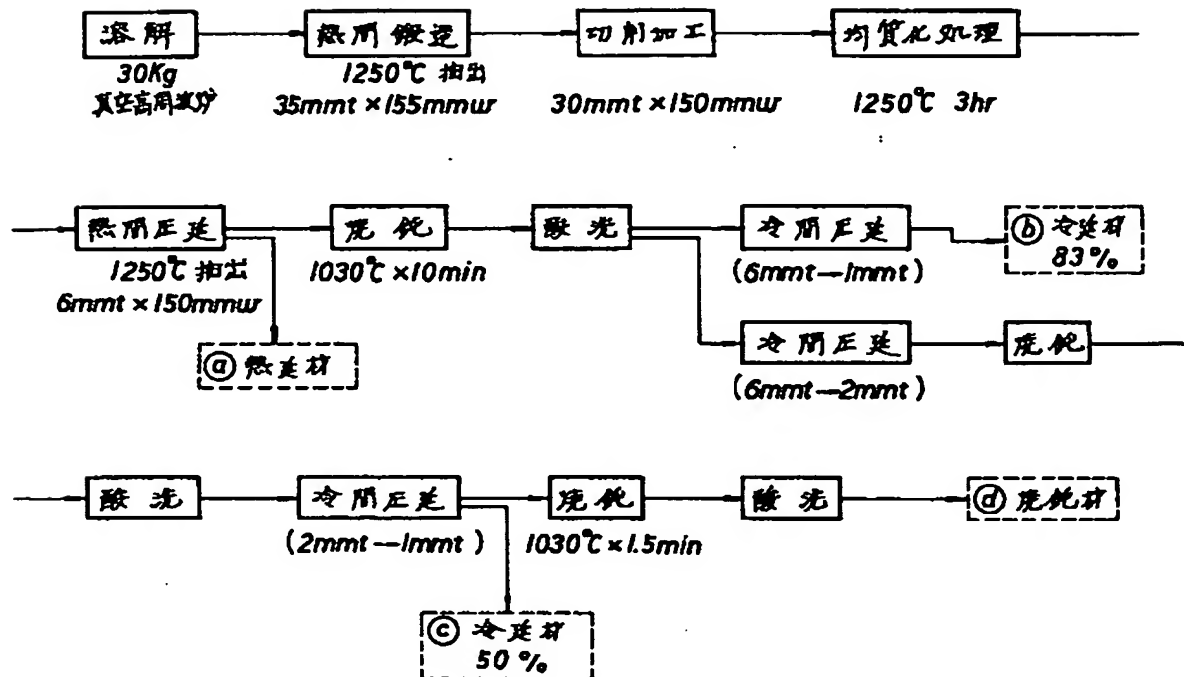 溶解 熱間鍛造 切削加工 均質化処理
30Kg 1250℃ 抽出
真空高周波炉 35mmt×155mmw 30mmt×150mmw 1250℃ 3hr
熱間圧延 焼鈍 酸洗 冷間圧延 ⓑ 冷延材
1250℃ 抽出 1030℃×10min (6mmt―1mmt) 83%
6mmt×150mmw
ⓐ 熱延材 冷間圧延 焼鈍
(6mmt―2mmt)
酸洗 冷間圧延 焼鈍 酸洗 ⓓ 焼鈍材
(2mmt―1mmt) 1030℃×1.5min
ⓒ 冷延材
50%